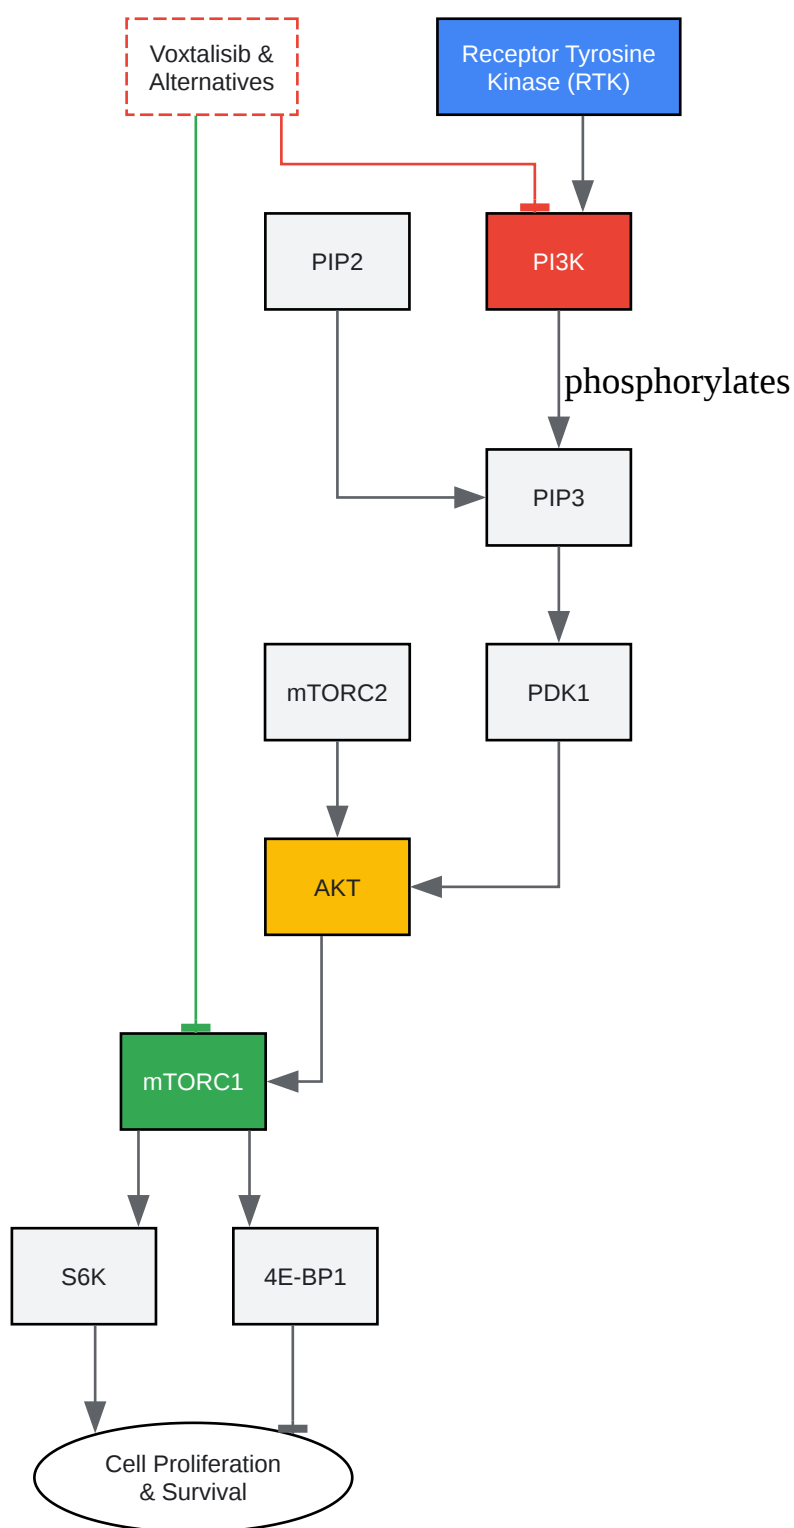 Voxtalisib &
Alternatives
Receptor Tyrosine
Kinase (RTK)
PIP2
PI3K
phosphorylates
PIP3
mTORC2
PDK1
AKT
mTORC1
S6K
4E-BP1
Cell Proliferation
& Survival